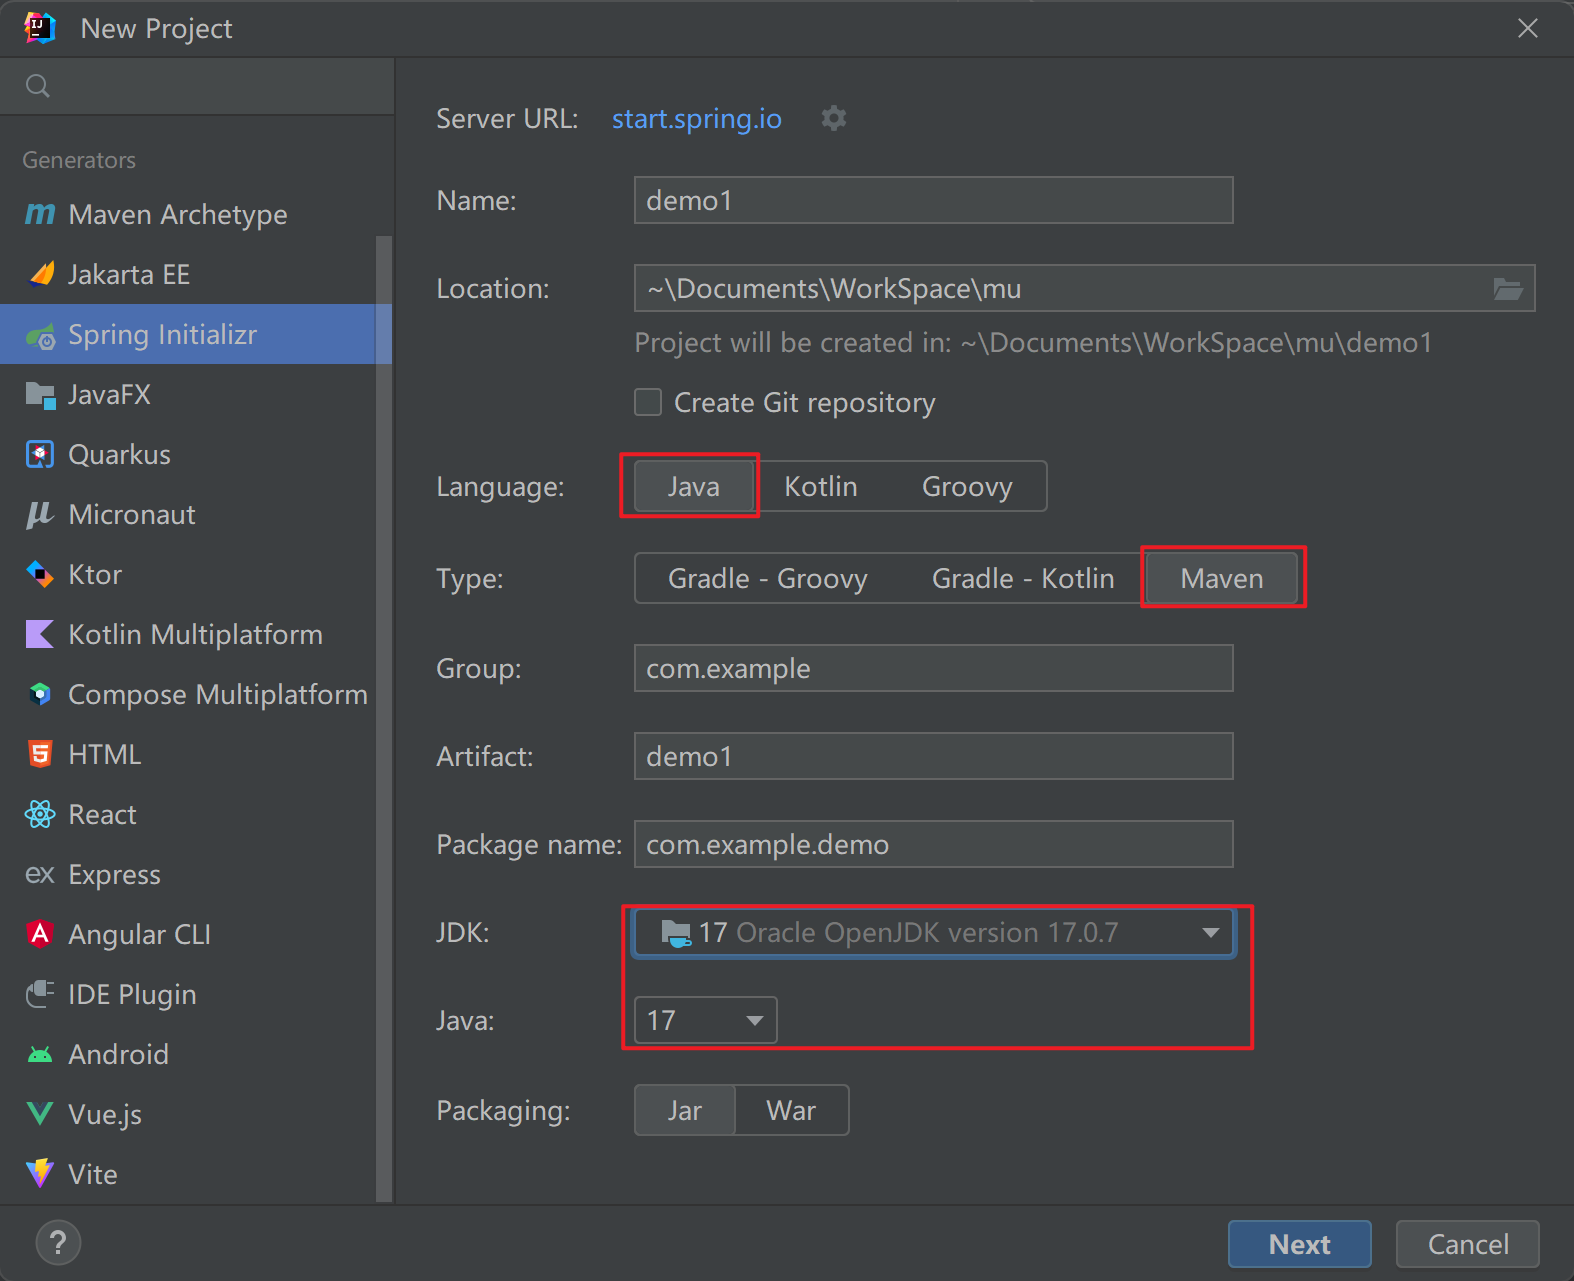 New Project
Generators
Maven Archetype
Jakarta EE
Spring Initializr
JavaFX
Quarkus
Micronaut
Ktor
Kotlin Multiplatform
Compose Multiplatform
HTML
React
Express
Angular CLI
IDE Plugin
Android
Vue.js
Vite
Server URL: start.spring.io
Name: demo1
Location: ~\Documents\WorkSpace\mu
Project will be created in: ~\Documents\WorkSpace\mu\demo1
Create Git repository
Language: Java Kotlin Groovy
Type: Gradle - Groovy Gradle - Kotlin Maven
Group: com.example
Artifact: demo1
Package name: com.example.demo
JDK: 17 Oracle OpenJDK version 17.0.7
Java: 17
Packaging: Jar War
? Next Cancel